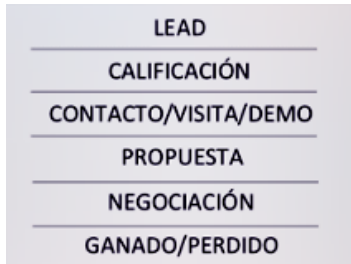 LEAD
CALIFICACIÓN
CONTACTO/VISITA/DEMO
PROPUESTA
NEGOCIACIÓN
GANADO/PERDIDO